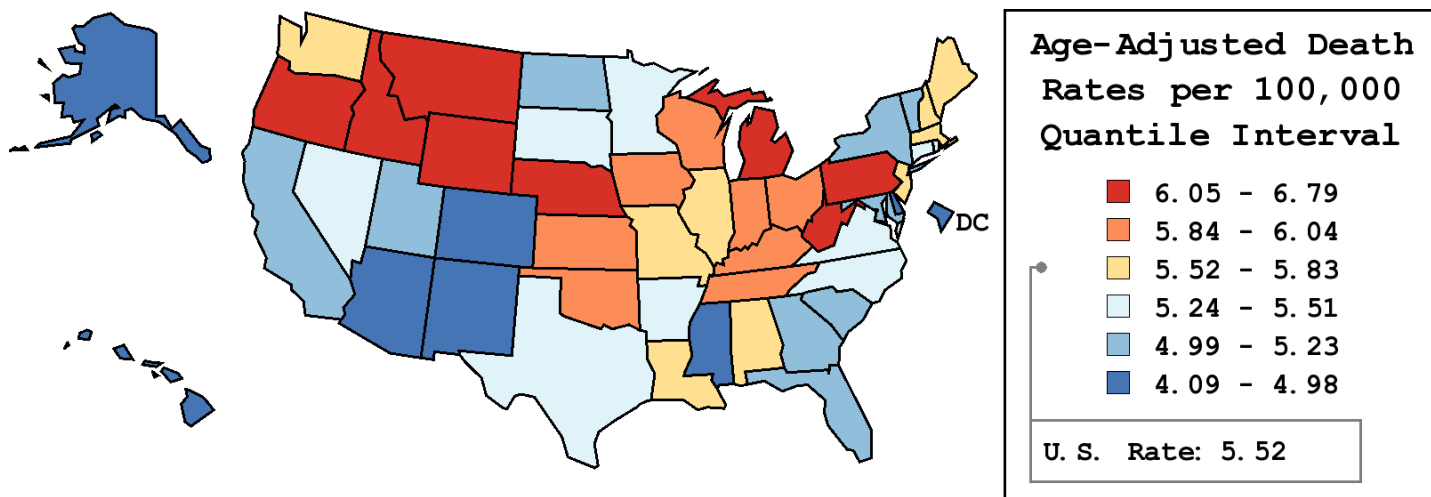 Age-Adjusted Death
Rates per 100,000
Quantile Interval
6.05 - 6.79
5.84 - 6.04
5.52 - 5.83
5.24 - 5.51
4.99 - 5.23
4.09 - 4.98
DC
U.S. Rate: 5.52